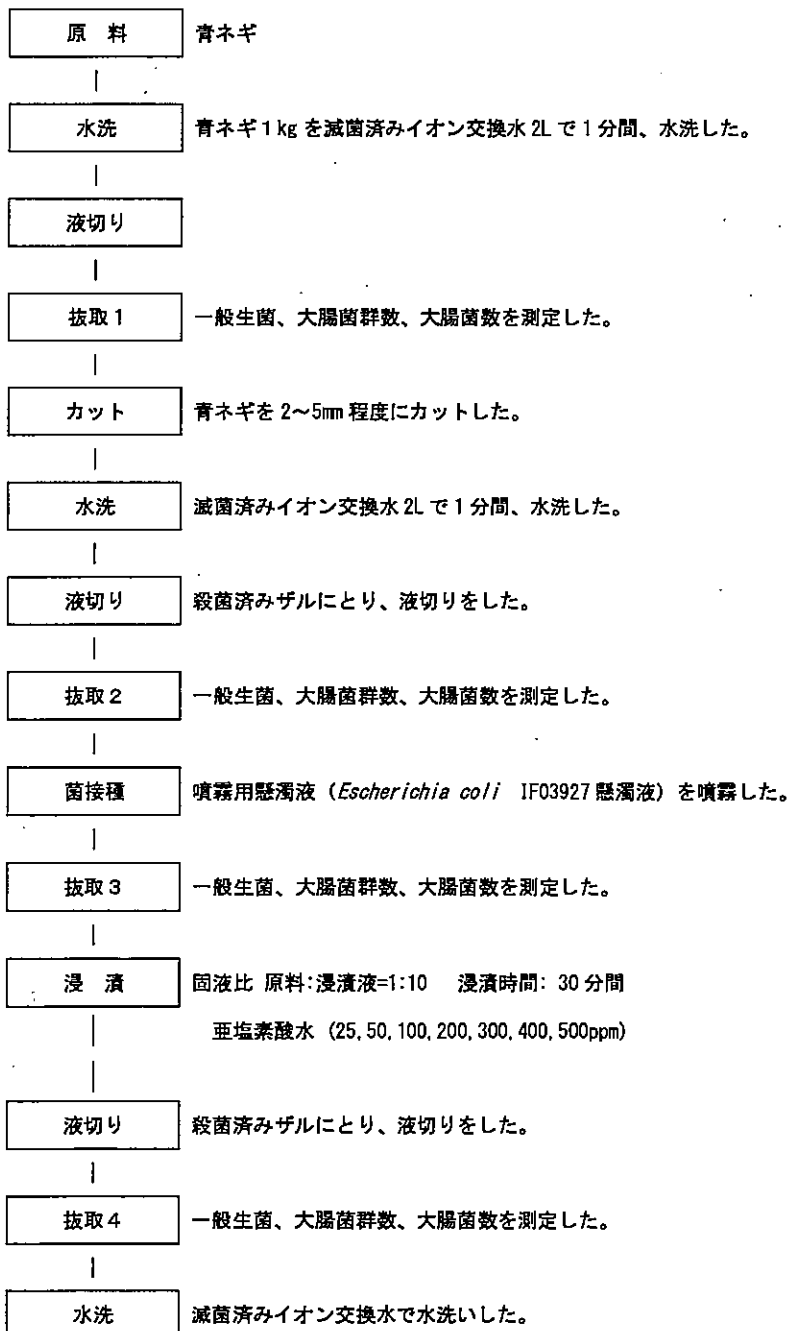 原 料 青ネギ
水洗 青ネギ1kgを滅菌済みイオン交換水2Lで1分間、水洗した。
液切り
抜取1 一般生菌、大腸菌群数、大腸菌数を測定した。
カット 青ネギを2～5mm程度にカットした。
水洗 滅菌済みイオン交換水2Lで1分間、水洗した。
液切り 殺菌済みザルにとり、液切りをした。
抜取2 一般生菌、大腸菌群数、大腸菌数を測定した。
菌接種 噴霧用懸濁液（Escherichia coli IFO3927懸濁液）を噴霧した。
抜取3 一般生菌、大腸菌群数、大腸菌数を測定した。
浸 漬 固液比 原料:浸漬液=1:10 浸漬時間: 30分間
亜塩素酸水 (25, 50, 100, 200, 300, 400, 500ppm)
液切り 殺菌済みザルにとり、液切りをした。
抜取4 一般生菌、大腸菌群数、大腸菌数を測定した。
水洗 滅菌済みイオン交換水で水洗いした。